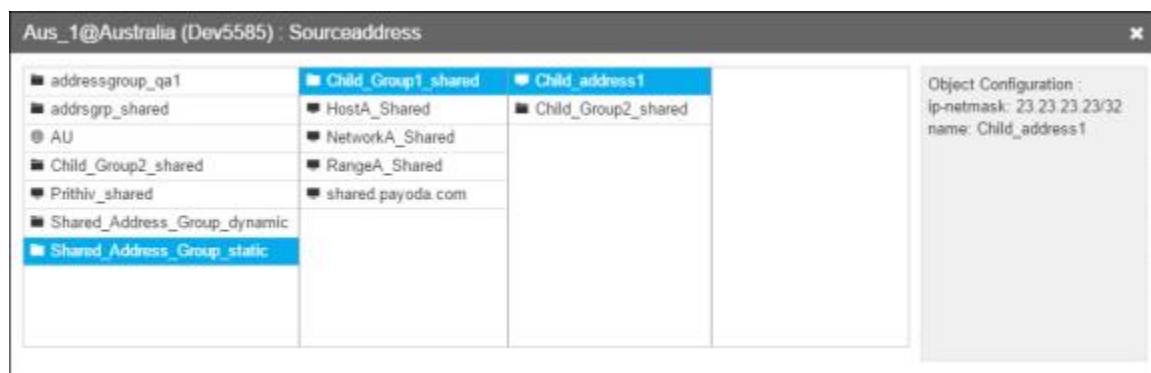 Aus_1@Australia (Dev5585) : Sourceaddress
addressgroup_qa1
addrsgrp_shared
AU
Child_Group2_shared
Prithiv_shared
Shared_Address_Group_dynamic
Shared_Address_Group_static
Child_Group1_shared
HostA_Shared
NetworkA_Shared
RangeA_Shared
shared.payoda.com
Child_address1
Child_Group2_shared
Object Configuration :
ip-netmask: 23.23.23.23/32
name: Child_address1